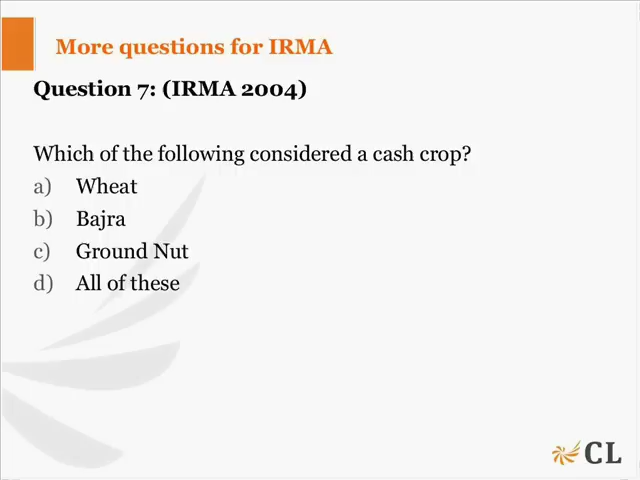 More questions for IRMA
Question 7: (IRMA 2004)
Which of the following considered a cash crop?
a) Wheat
b) Bajra
c) Ground Nut
d) All of these
CL